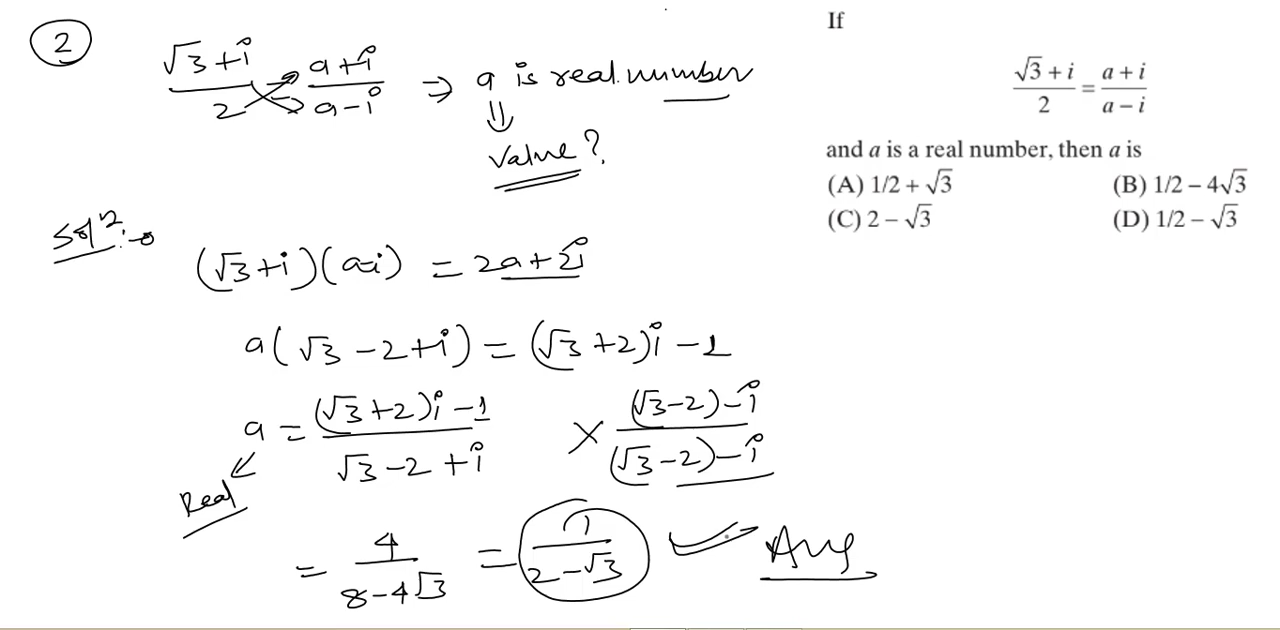 2
√3+i / 2 a+i / a-i ⇒ a is real number
⇓
Value?
Solⁿ:-
(√3+i)(a-i) = 2a+2i
a(√3-2+i) = (√3+2)i-1
a = (√3+2)i-1 / √3-2+i × (√3-2)-i / (√3-2)-i
Real
= 4 / 8-4√3 = 1 / 2-√3 Ans
If
√3+i / 2 = a+i / a-i
and a is a real number, then a is
(A) 1/2 + √3 (B) 1/2 – 4√3
(C) 2 – √3 (D) 1/2 – √3